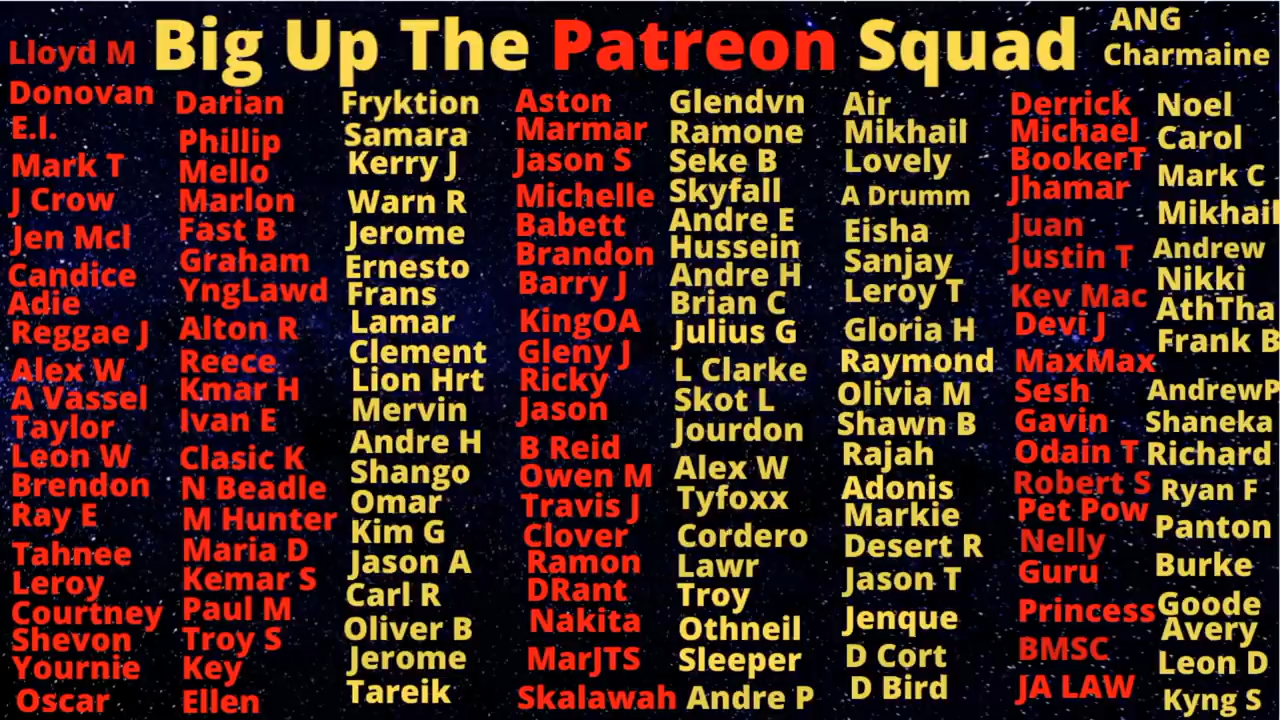 Big Up The Patreon Squad
Lloyd M
Donovan
E.I.
Mark T
J Crow
Jen Mcl
Candice
Adie
Reggae J
Alex W
A Vassel
Taylor
Leon W
Brendon
Ray E
Tahnee
Leroy
Courtney
Shevon
Yournie
Oscar
Darian
Phillip
Mello
Marlon
Fast B
Graham
YngLawd
Alton R
Reece
Kmar H
Ivan E
Clasic K
N Beadle
M Hunter
Maria D
Kemar S
Paul M
Troy S
Key
Ellen
Fryktion
Samara
Kerry J
Warn R
Jerome
Ernesto
Frans
Lamar
Clement
Lion Hrt
Mervin
Andre H
Shango
Omar
Kim G
Jason A
Carl R
Oliver B
Jerome
Tareik
Aston
Marmar
Jason S
Michelle
Babett
Brandon
Barry J
KingOA
Gleny J
Ricky
Jason
B Reid
Owen M
Travis J
Clover
Ramon
DRant
Nakita
MarJTS
Skalawah
Glendvn
Ramone
Seke B
Skyfall
Andre E
Hussein
Andre H
Brian C
Julius G
L Clarke
Skot L
Jourdon
Alex W
Tyfoxx
Cordero
Lawr
Troy
Othneil
Sleeper
Andre P
Air
Mikhail
Lovely
A Drumm
Eisha
Sanjay
Leroy T
Gloria H
Raymond
Olivia M
Shawn B
Rajah
Adonis
Markie
Desert R
Jason T
Jenque
D Cort
D Bird
Derrick
Michael
BookerT
Jhamar
Juan
Justin T
Kev Mac
Devi J
MaxMax
Sesh
Gavin
Odain T
Robert S
Pet Pow
Nelly
Guru
Princess
BMSC
JA LAW
ANG
Charmaine
Noel
Carol
Mark C
Mikhail
Andrew
Nikki
AthTha
Frank B
AndrewP
Shaneka
Richard
Ryan F
Panton
Burke
Goode
Avery
Leon D
Kyng S